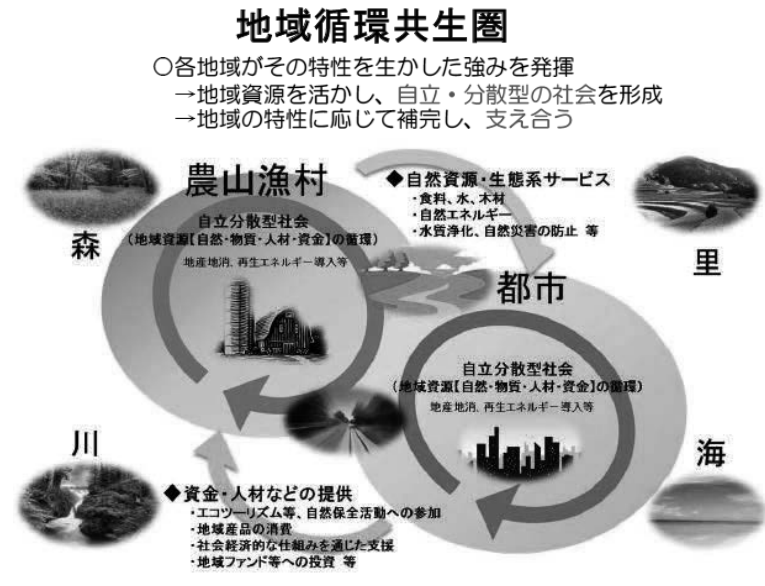 地域循環共生圏
○各地域がその特性を生かした強みを発揮
→地域資源を活かし、自立・分散型の社会を形成
→地域の特性に応じて補完し、支え合う
農山漁村
森
自立分散型社会
(地域資源【自然・物質・人材・資金】の循環)
地産地消、再生エネルギー導入等
◆自然資源・生態系サービス
・食料、水、木材
・自然エネルギー
・水質浄化、自然災害の防止 等
里
都市
自立分散型社会
(地域資源【自然・物質・人材・資金】の循環)
地産地消、再生エネルギー導入等
川
◆資金・人材などの提供
・エコツーリズム等、自然保全活動への参加
・地域産品の消費
・社会経済的な仕組みを通じた支援
・地域ファンド等への投資 等
海